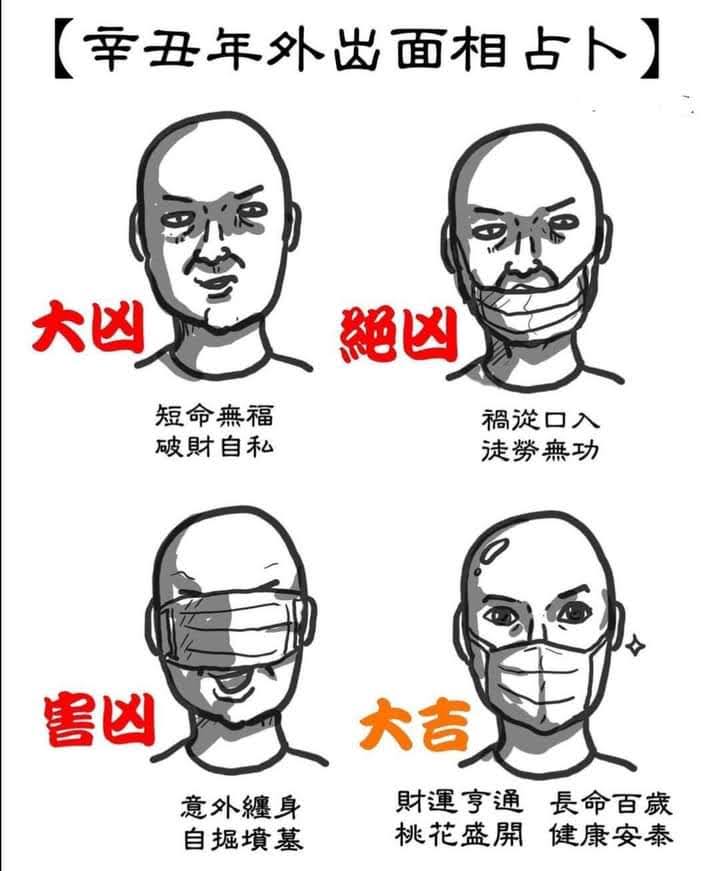 【辛丑年外出面相占卜】
大凶
短命無福
破財自私
絕凶
禍從口入
徒勞無功
害凶
意外纏身
自掘墳墓
大吉
財運亨通 長命百歲
桃花盛開 健康安泰